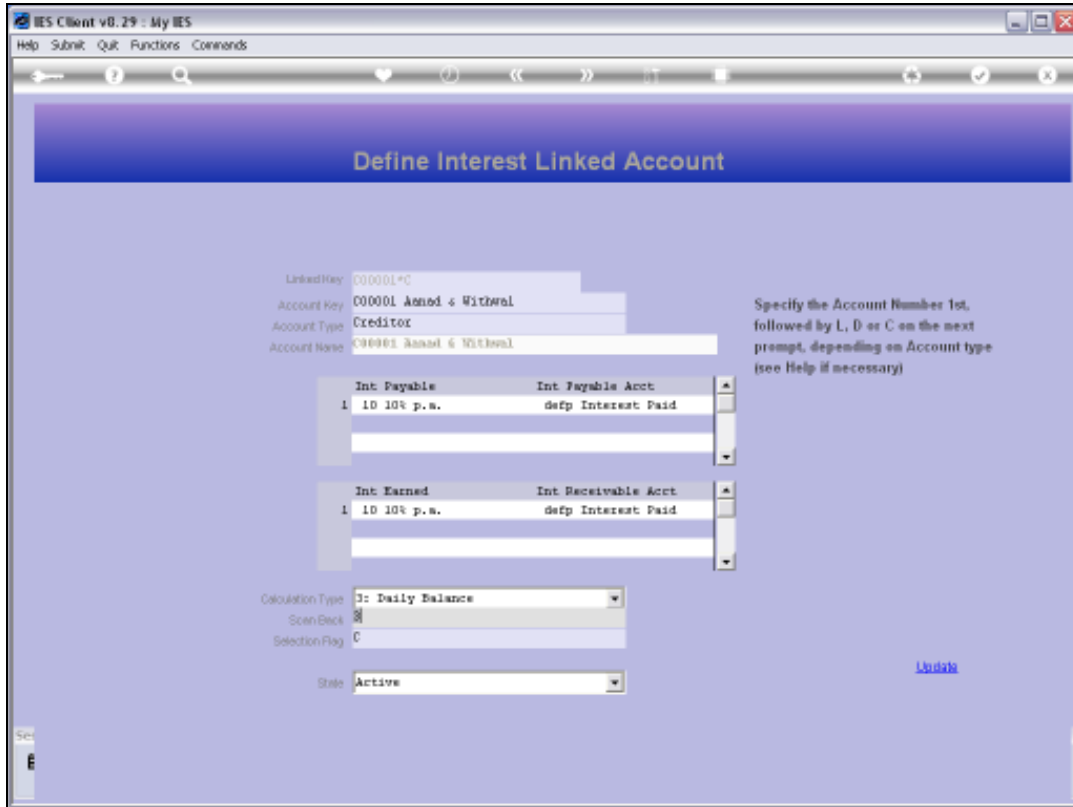 IES Client v8.29 : My IES
Help Submit Quit Functions Commands
Define Interest Linked Account
Linked Key C00001*C
Account Key C00001 Aanad & Withwal
Account Type Creditor
Account Name C00001 Aanad & Withwal
Specify the Account Number 1st,
followed by L, D or C on the next
prompt, depending on Account type
(see Help if necessary)
Int Payable Int Payable Acct
1 10 10% p.a. defp Interest Paid
Int Earned Int Receivable Acct
1 10 10% p.a. defp Interest Paid
Calculation Type 3: Daily Balance
Scan Back
Selection Flag C
Update
State Active